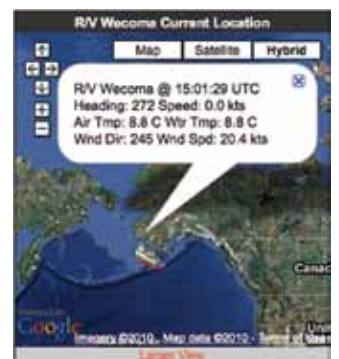 R/V Wecoma Current Location
Map Satellite Hybrid
R/V Wecoma @ 15:01:29 UTC
Heading: 272 Speed: 0.0 kts
Air Tmp: 8.8 C Wtr Tmp: 8.8 C
Wnd Dir: 245 Wnd Spd: 20.4 kts
Canac
Google
Imagery ©2010 , Map data ©2010 -
Larger View